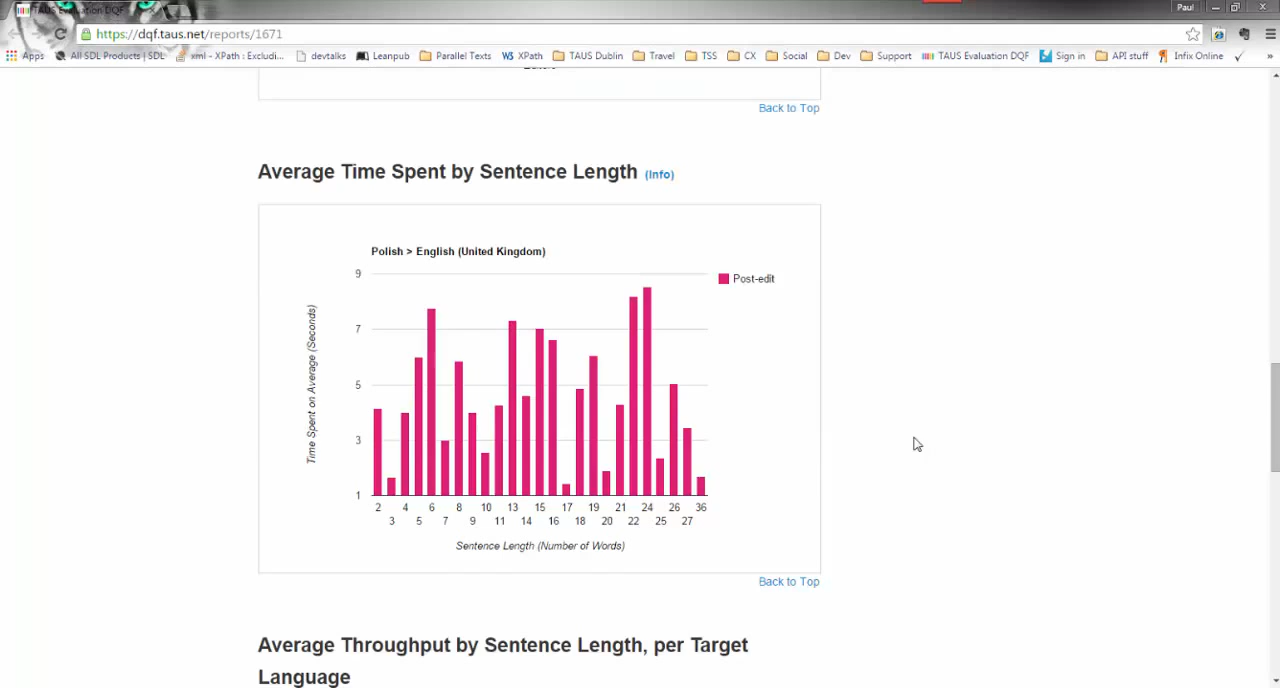 TAUS Evaluation DQF
Paul
https://dqf.taus.net/reports/1671
Apps All SDL Products | SDL xml - XPath : Excludi... devtalks Leanpub Parallel Texts XPath TAUS Dublin Travel TSS CX Social Dev Support TAUS Evaluation DQF Sign in API stuff Infix Online »
Back to Top
Average Time Spent by Sentence Length (Info)
Polish > English (United Kingdom)
Post-edit
Time Spent on Average (Seconds)
9
7
5
3
1
2 4 6 8 10 13 15 17 19 21 24 26 36
3 5 7 9 11 14 16 18 20 22 25 27
Sentence Length (Number of Words)
Back to Top
Average Throughput by Sentence Length, per Target
Language